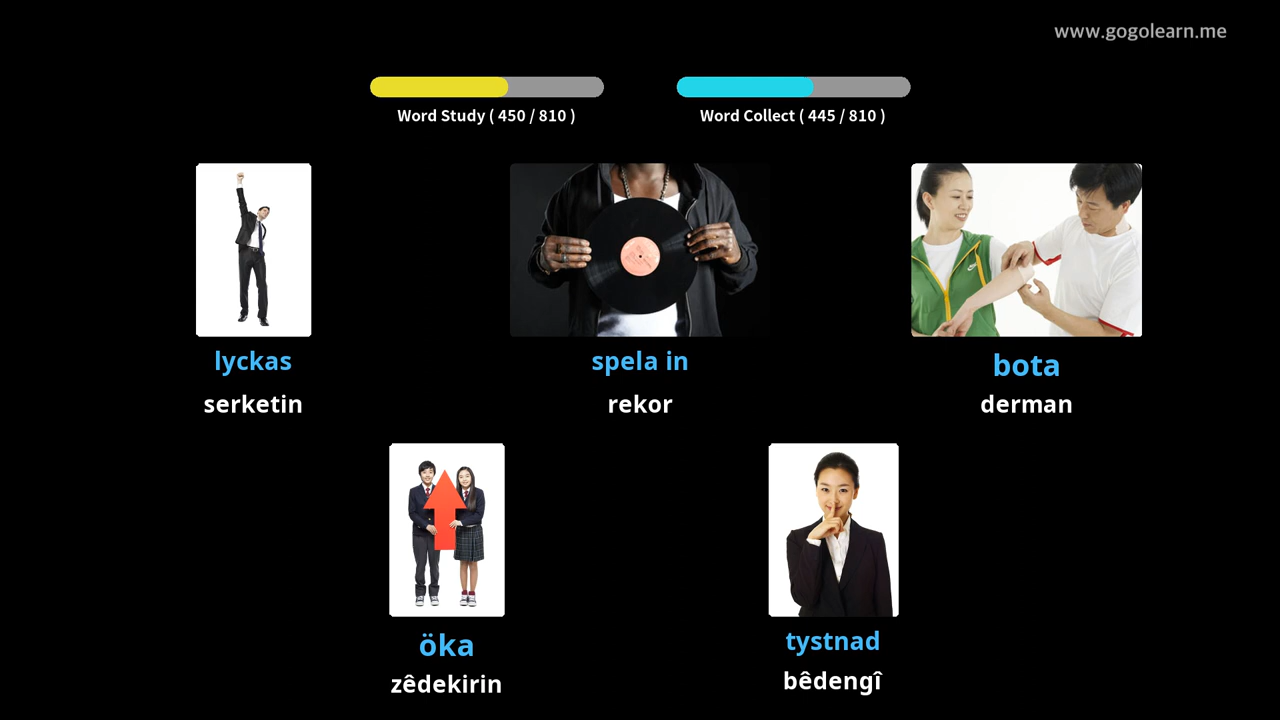 www.gogolearn.me
Word Study ( 450 / 810 )
Word Collect ( 445 / 810 )
lyckas
serketin
spela in
rekor
bota
derman
öka
zêdekirin
tystnad
bêdengî